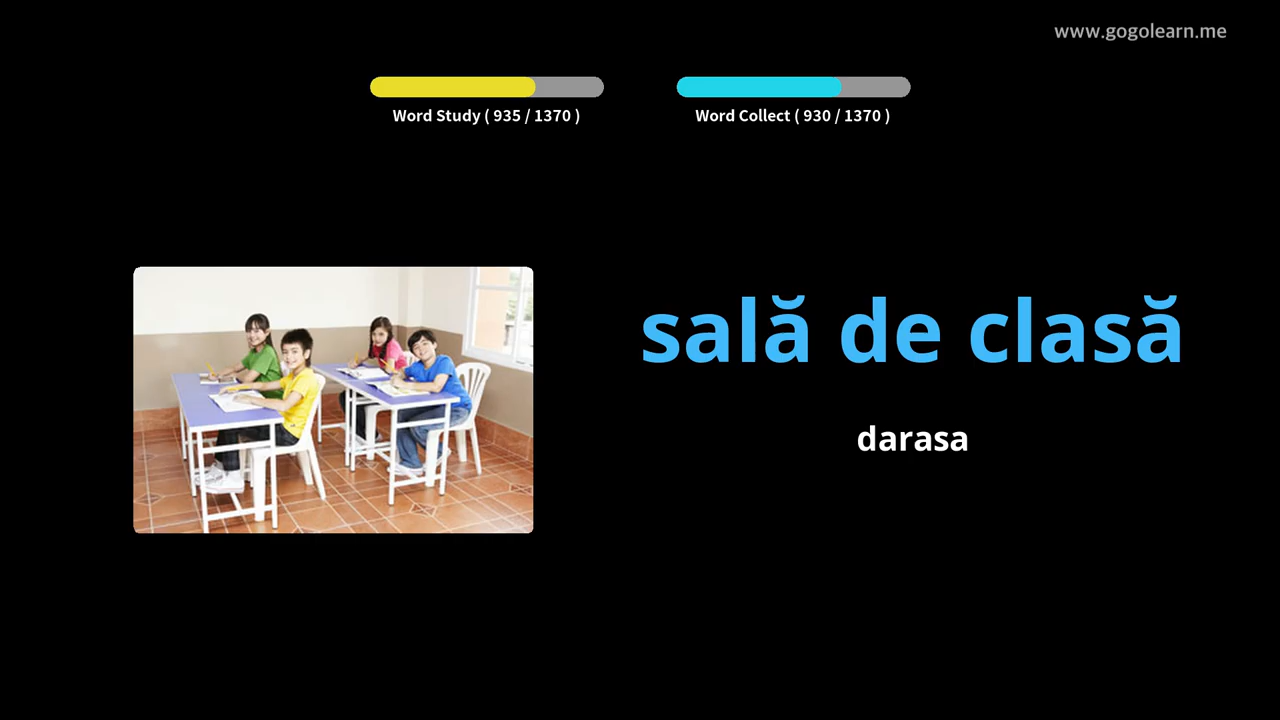 www.gogolearn.me
Word Study ( 935 / 1370 )
Word Collect ( 930 / 1370 )
sală de clasă
darasa